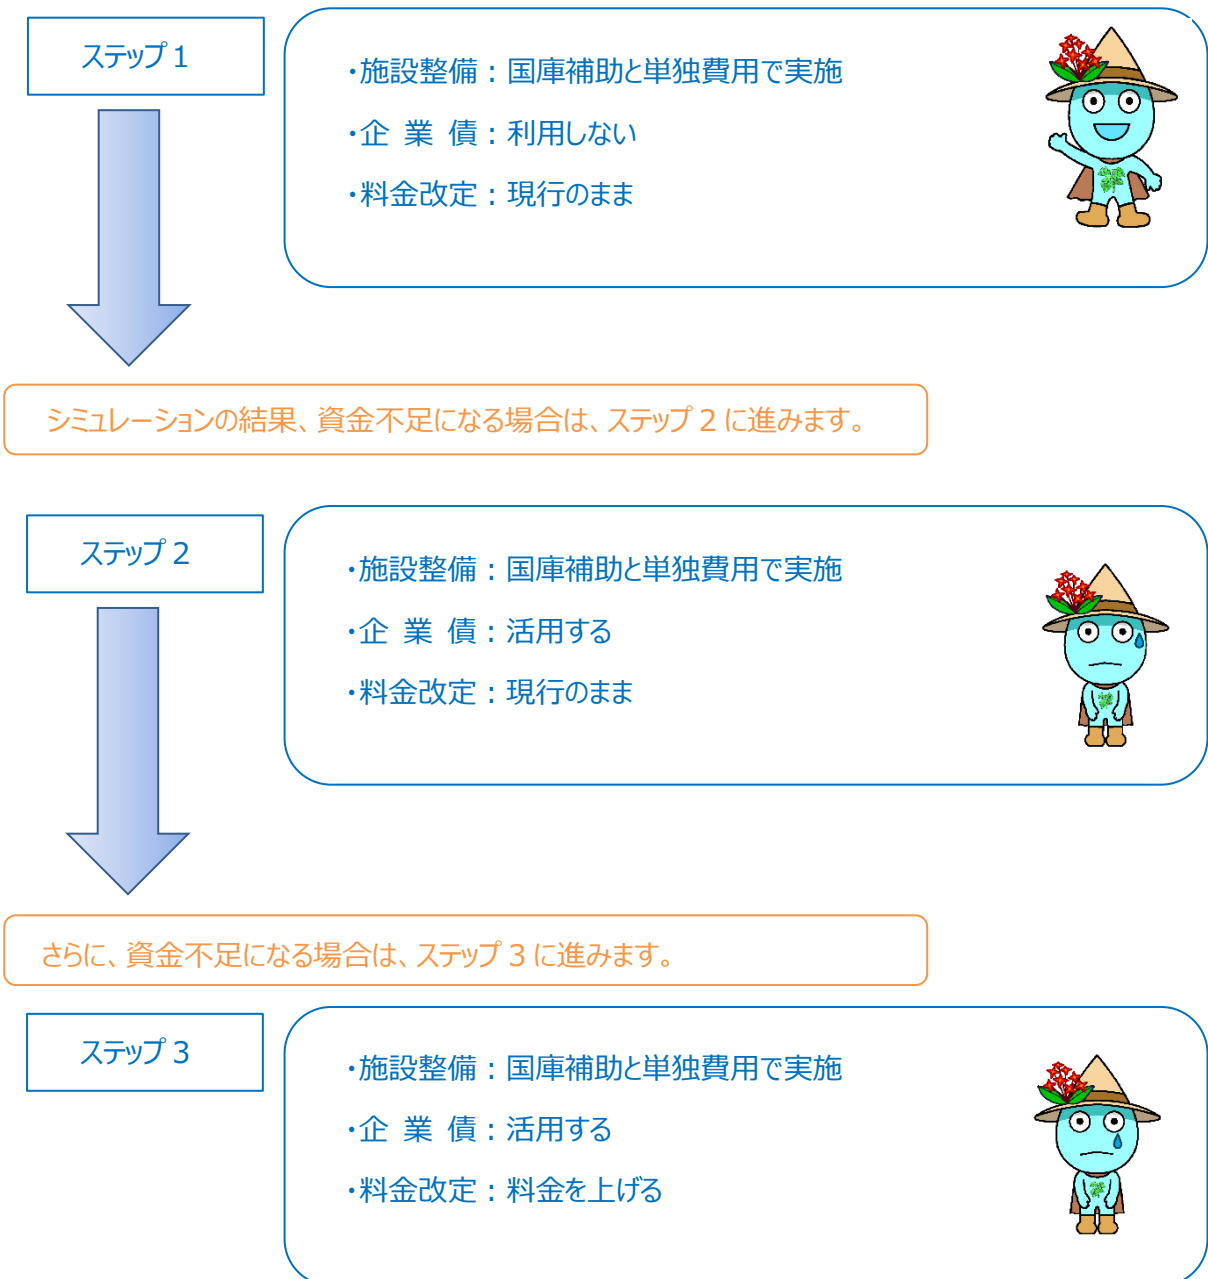 ステップ１
・施設整備：国庫補助と単独費用で実施
・企 業 債：利用しない
・料金改定：現行のまま
シミュレーションの結果、資金不足になる場合は、ステップ２に進みます。
ステップ２
・施設整備：国庫補助と単独費用で実施
・企 業 債：活用する
・料金改定：現行のまま
さらに、資金不足になる場合は、ステップ３に進みます。
ステップ３
・施設整備：国庫補助と単独費用で実施
・企 業 債：活用する
・料金改定：料金を上げる